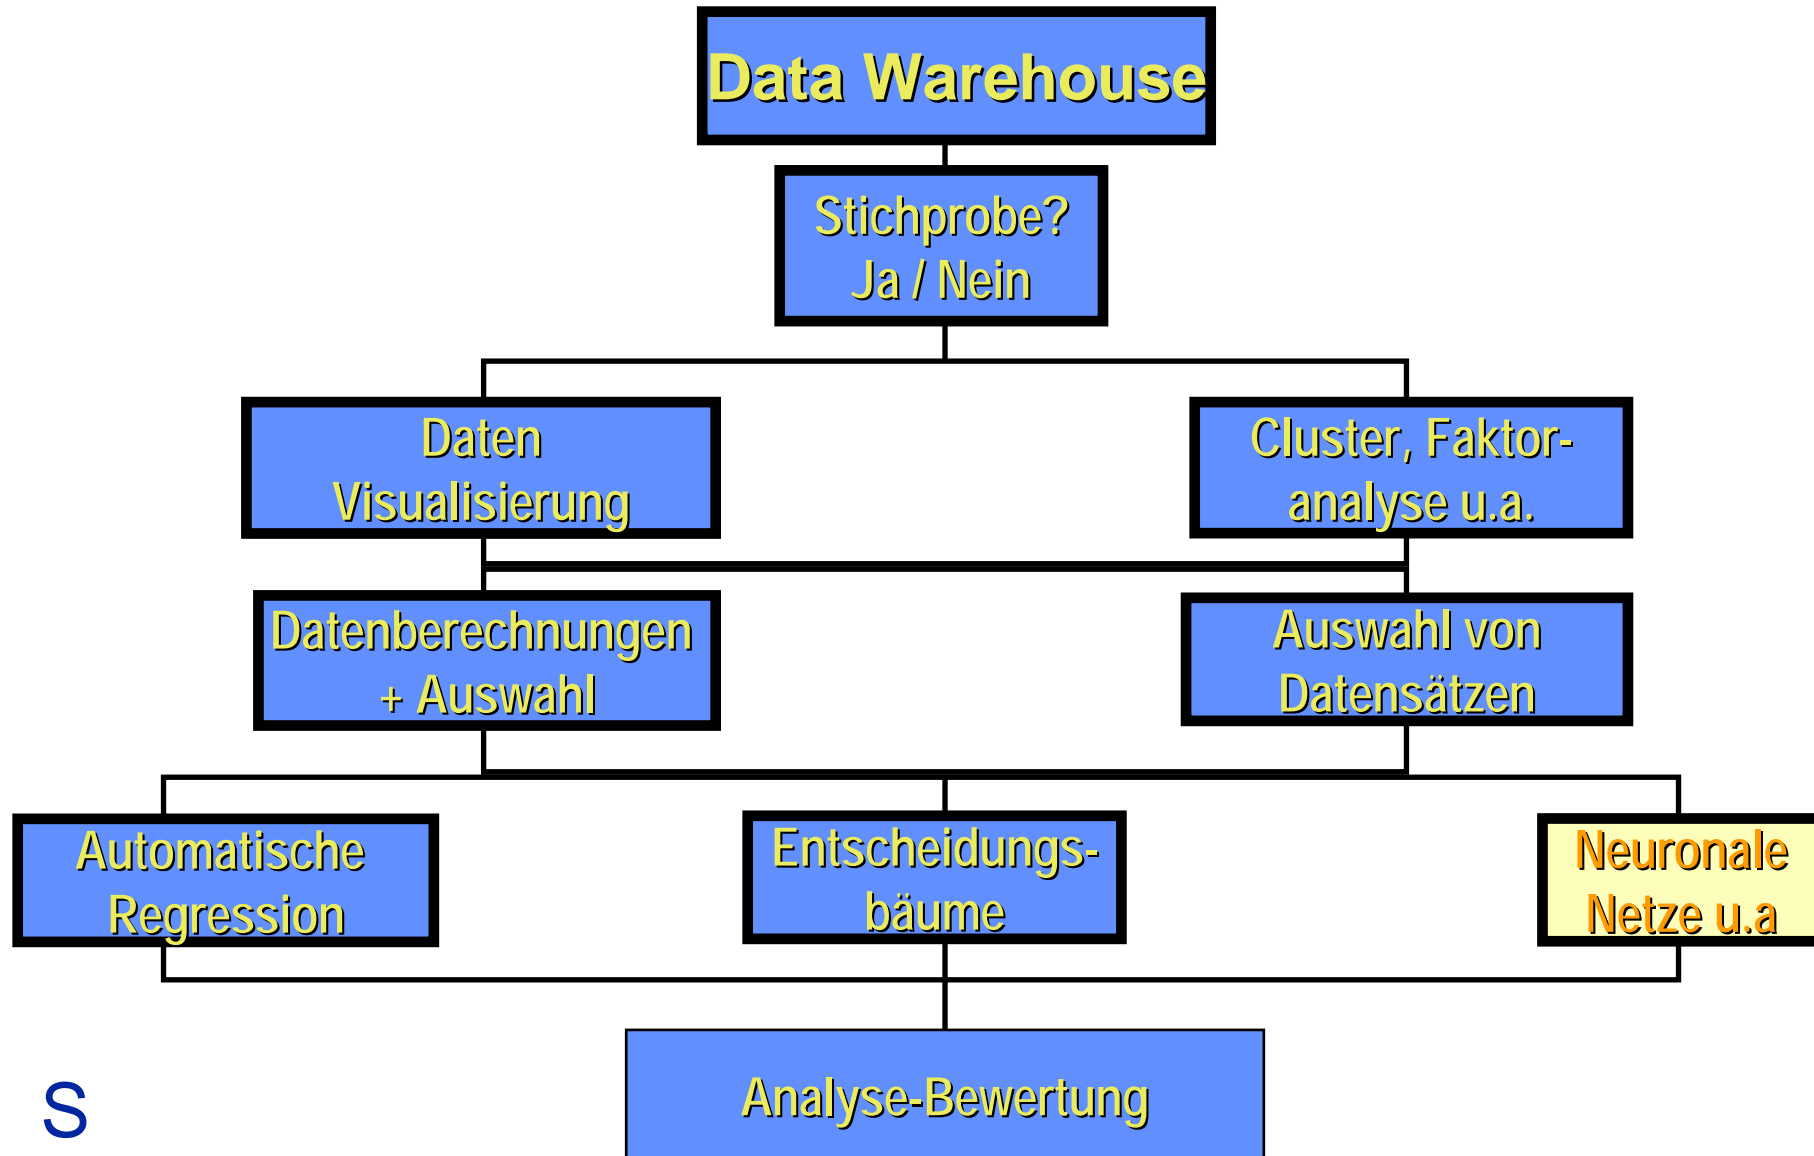 Data Warehouse
Stichprobe?
Ja / Nein
Daten
Visualisierung
Cluster, Faktor-
analyse u.a.
Datenberechnungen
+ Auswahl
Auswahl von
Datensätzen
Automatische
Regression
Entscheidungs-
bäume
Neuronale
Netze u.a
Analyse-Bewertung
S